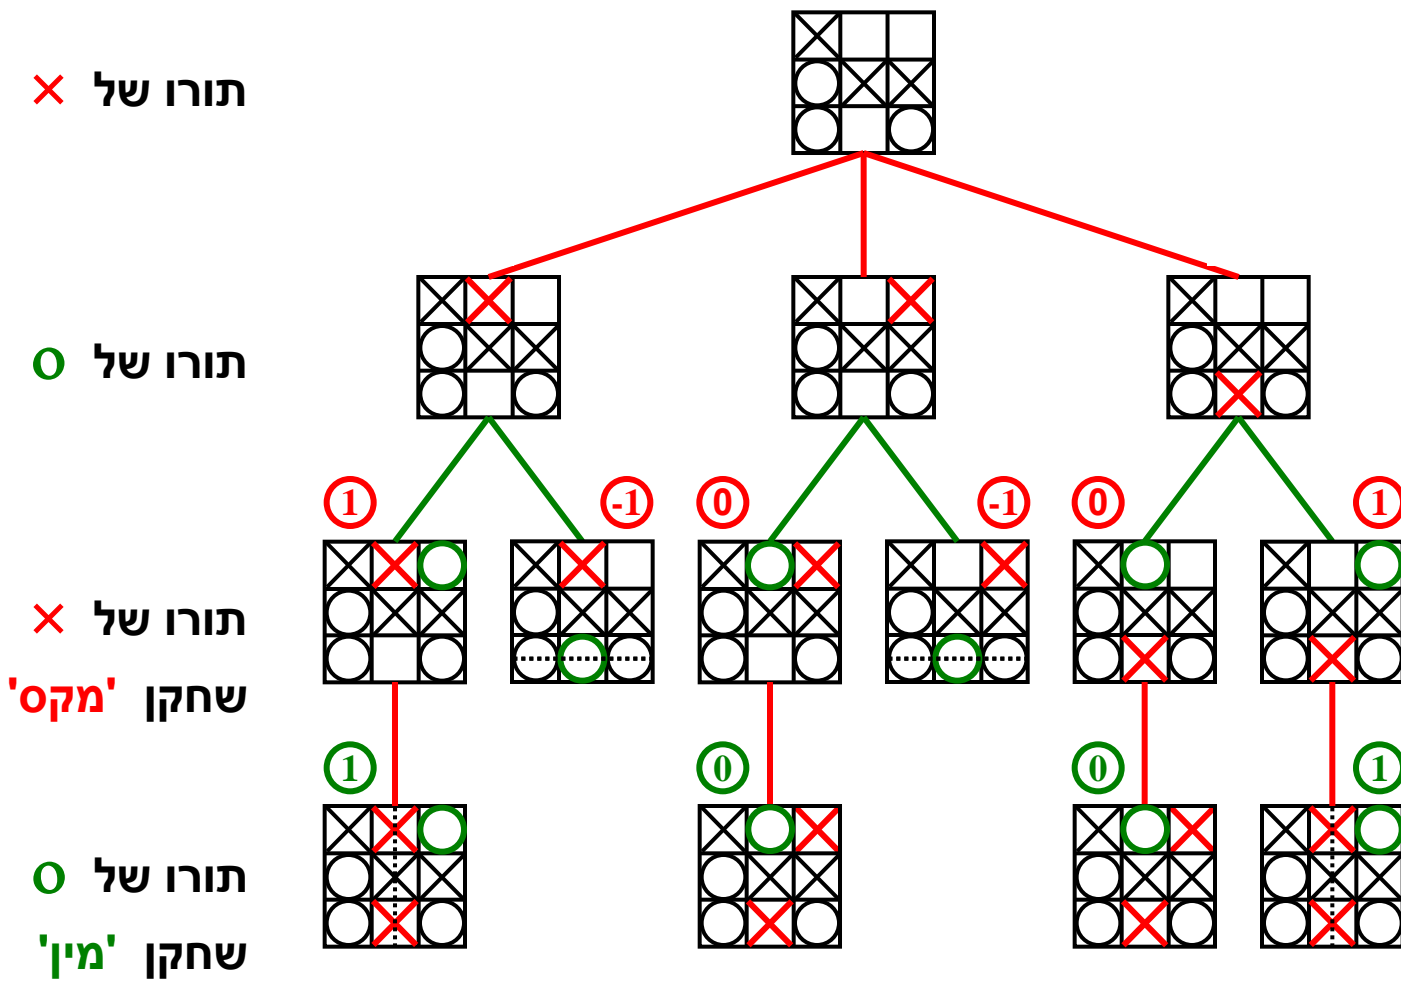 תורו של ×
תורו של O
1 -1 0 -1 0 1
תורו של ×
שחקן 'מקס'
1 0 0 1
תורו של O
שחקן 'מין'